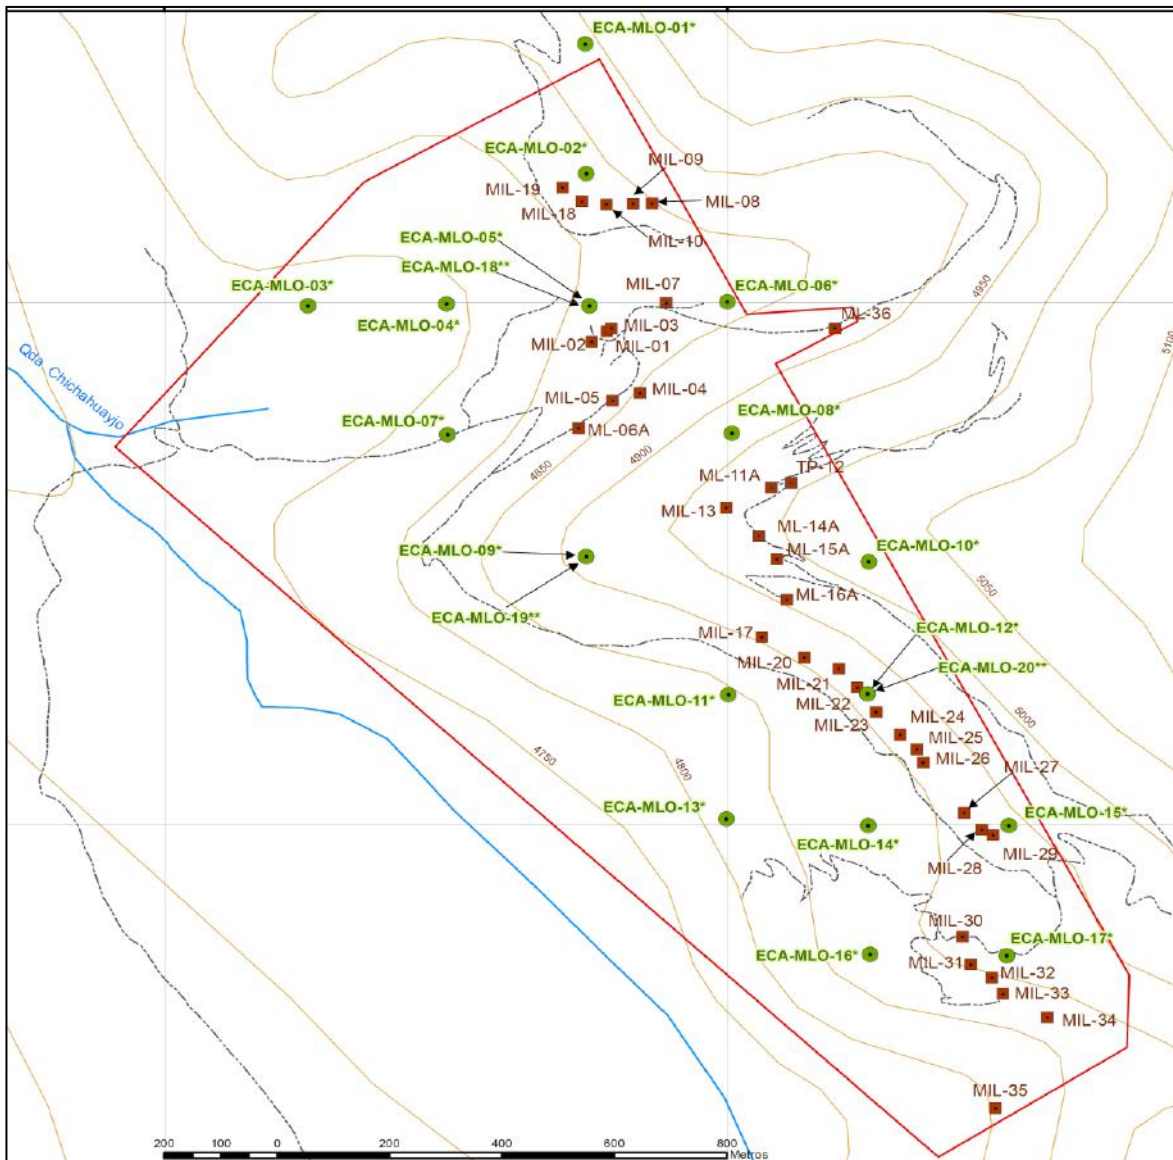 ECA-MLO-01*
ECA-MLO-02*
MIL-09
MIL-19
MIL-08
MIL-18
MIL-10
ECA-MLO-05*
ECA-MLO-18**
ECA-MLO-03*
MIL-07
ECA-MLO-06*
4950
ECA-MLO-04*
MIL-03
ML-36
MIL-02
MIL-01
5100
Qda. Chichahuayjo
MIL-05
MIL-04
ECA-MLO-07*
ML-06A
ECA-MLO-08*
4900
4850
ML-11A
TP-12
MIL-13
ML-14A
ECA-MLO-09*
ML-15A
ECA-MLO-10*
5050
ML-16A
ECA-MLO-19**
MIL-17
ECA-MLO-12*
MIL-20
ECA-MLO-20**
MIL-21
ECA-MLO-11*
MIL-22
MIL-23
MIL-24
5000
MIL-25
4750
4800
MIL-26
MIL-27
ECA-MLO-13*
ECA-MLO-15*
ECA-MLO-14*
MIL-29
MIL-28
MIL-30
ECA-MLO-17*
ECA-MLO-16*
MIL-31
MIL-32
MIL-33
MIL-34
MIL-35
200 100 0 200 400 600 800
Metros